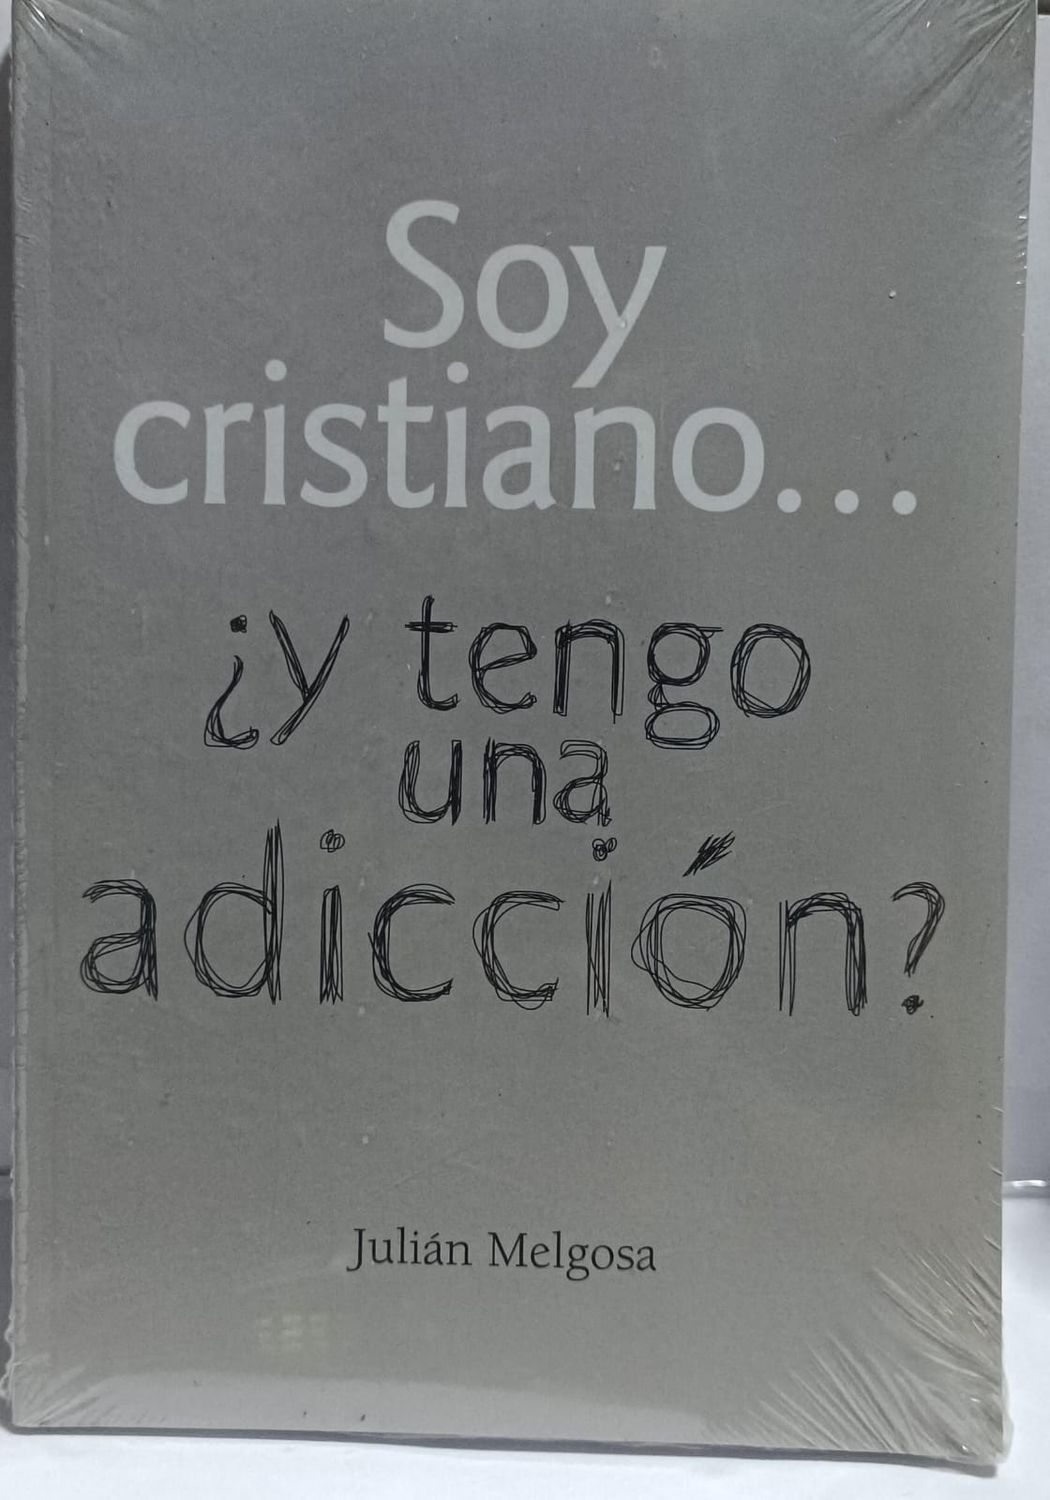 Soy
cristiano...
¿y tengo
una
adicción?
Julián Melgosa